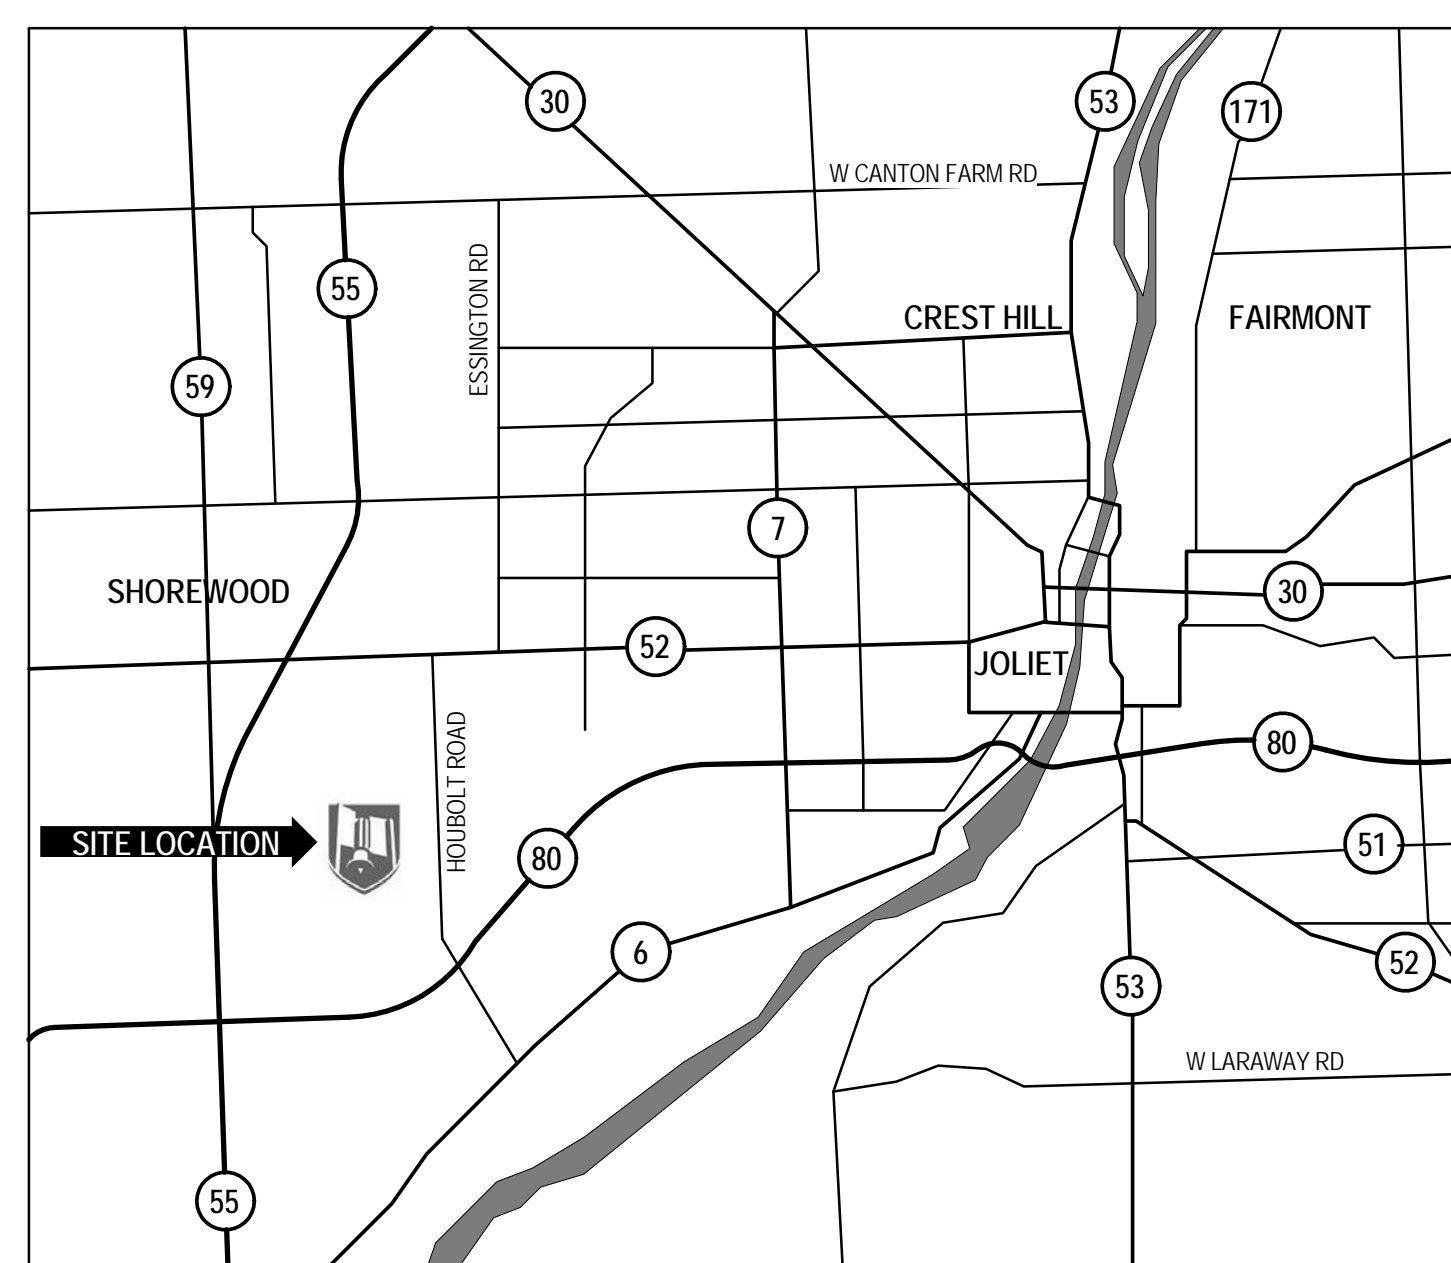 30
53
171
W CANTON FARM RD
ESSINGTON RD
55
CREST HILL
FAIRMONT
59
7
SHOREWOOD
30
52
JOLIET
HOUBOLT ROAD
80
SITE LOCATION
80
51
6
52
53
W LARAWAY RD
55